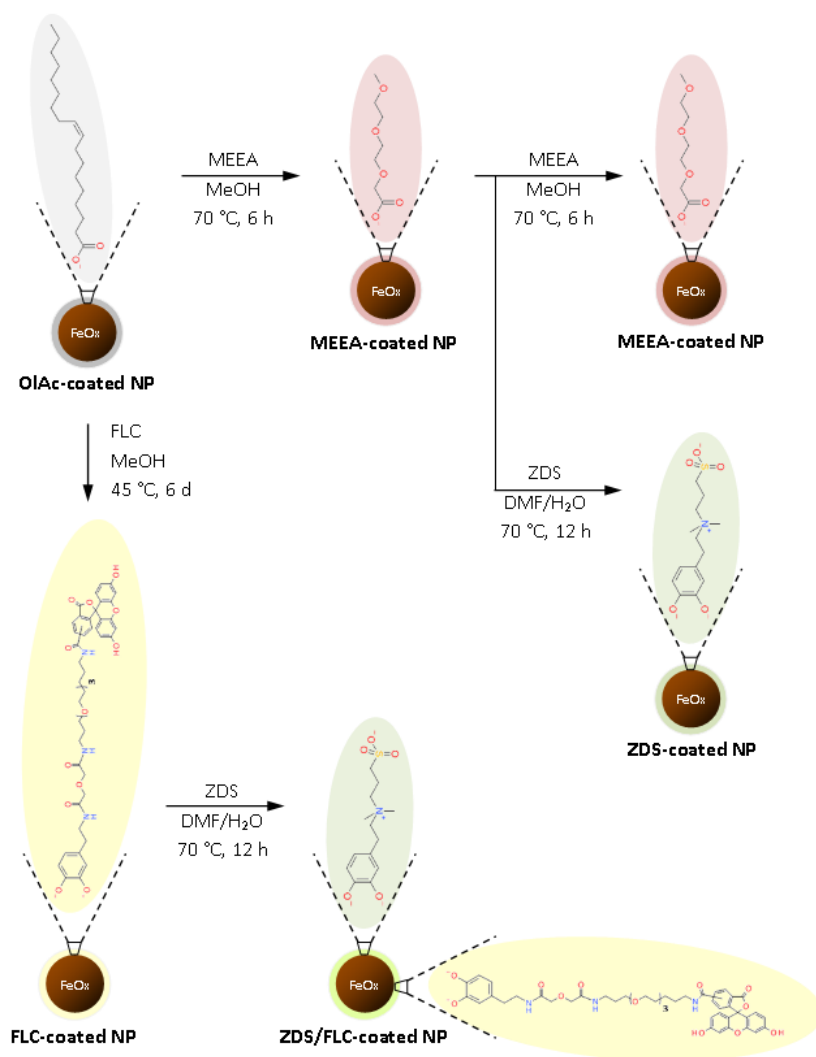 MEEA
MeOH
70 °C, 6 h
MEEA
MeOH
70 °C, 6 h
FeOx
OlAc-coated NP
FeOx
MEEA-coated NP
FeOx
MEEA-coated NP
FLC
MeOH
45 °C, 6 d
ZDS
DMF/H₂O
70 °C, 12 h
FeOx
ZDS-coated NP
3
ZDS
DMF/H₂O
70 °C, 12 h
FeOx
FLC-coated NP
FeOx
ZDS/FLC-coated NP
3